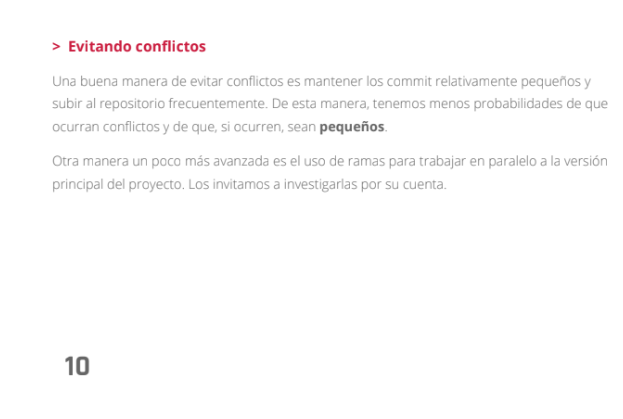 > Evitando conflictos
Una buena manera de evitar conflictos es mantener los commit relativamente pequeños y
subir al repositorio frecuentemente. De esta manera, tenemos menos probabilidades de que
ocurran conflictos y de que, si ocurren, sean pequeños.
Otra manera un poco más avanzada es el uso de ramas para trabajar en paralelo a la versión
principal del proyecto. Los invitamos a investigarlas por su cuenta.
10